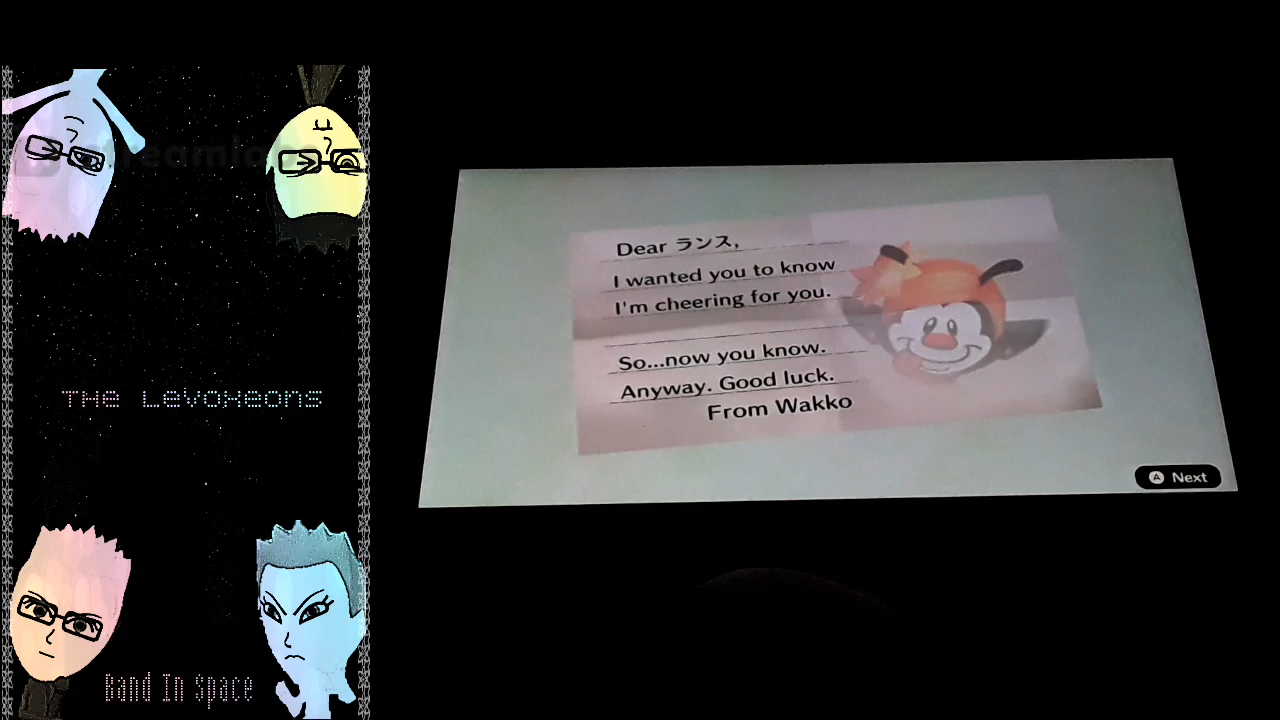 THe LeVoxeons
Band In Space
Dear ランス,
I wanted you to know
I'm cheering for you.
So...now you know.
Anyway. Good luck.
From Wakko
A Next